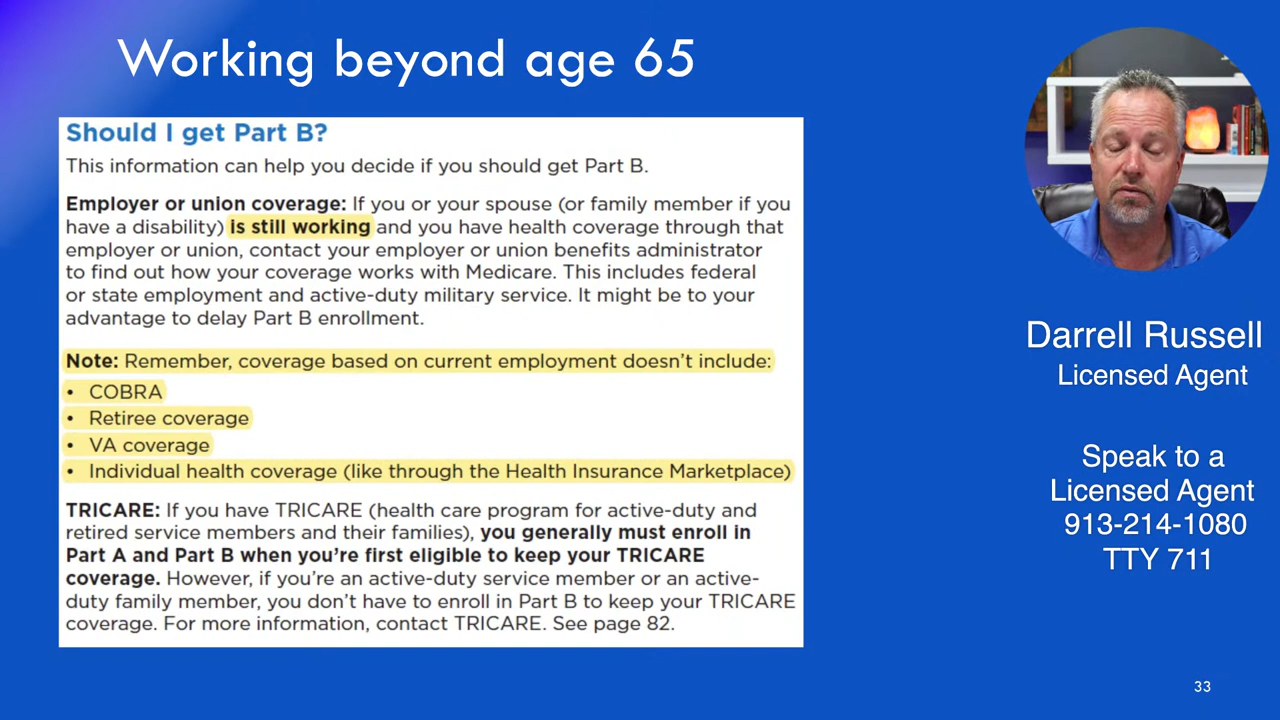 Working beyond age 65
Should I get Part B?
This information can help you decide if you should get Part B.
Employer or union coverage: If you or your spouse (or family member if you
have a disability) is still working and you have health coverage through that
employer or union, contact your employer or union benefits administrator
to find out how your coverage works with Medicare. This includes federal
or state employment and active-duty military service. It might be to your
advantage to delay Part B enrollment.
Note: Remember, coverage based on current employment doesn't include:
• COBRA
• Retiree coverage
• VA coverage
• Individual health coverage (like through the Health Insurance Marketplace)
TRICARE: If you have TRICARE (health care program for active-duty and
retired service members and their families), you generally must enroll in
Part A and Part B when you're first eligible to keep your TRICARE
coverage. However, if you're an active-duty service member or an active-
duty family member, you don't have to enroll in Part B to keep your TRICARE
coverage. For more information, contact TRICARE. See page 82.
Darrell Russell
Licensed Agent
Speak to a
Licensed Agent
913-214-1080
TTY 711
33